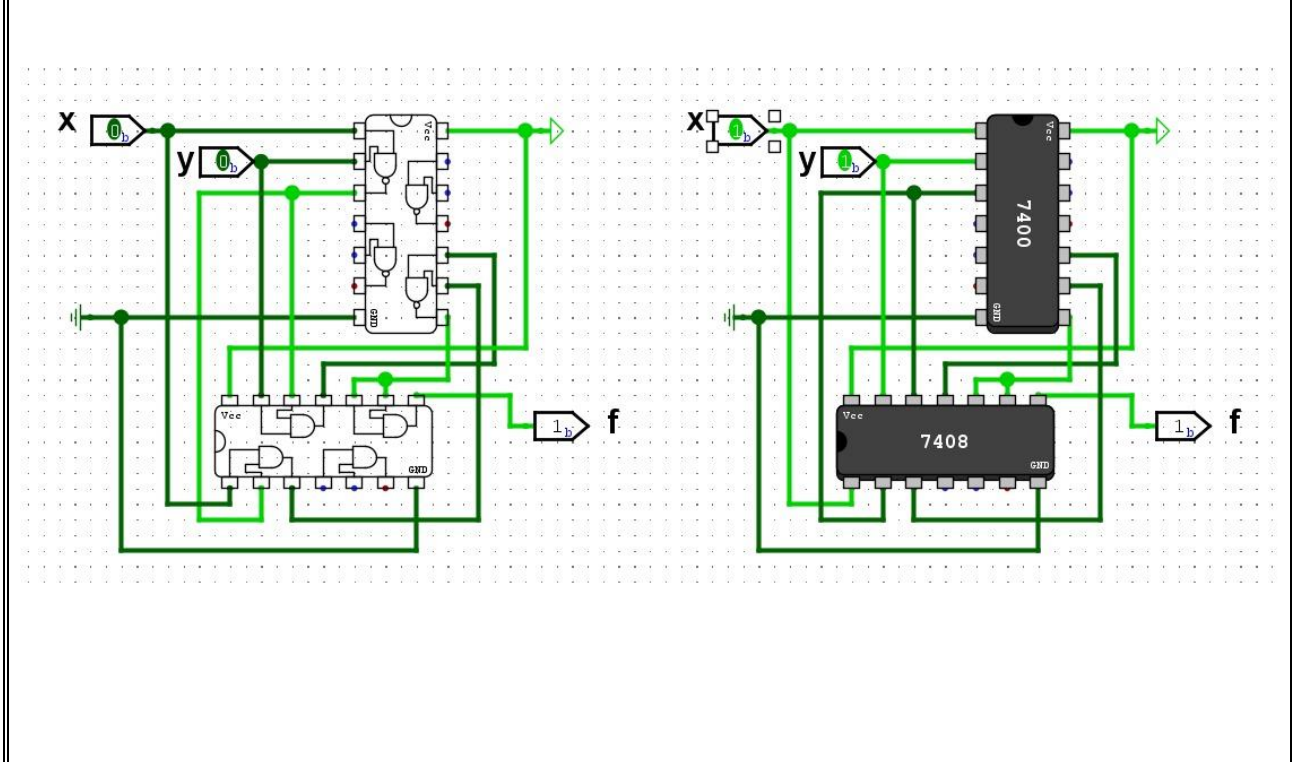 x 0b
y 0b
Vcc
GND
Vcc
GND
1b f
x 1b
y 1b
Vcc
7400
GND
Vcc
7408
GND
1b f